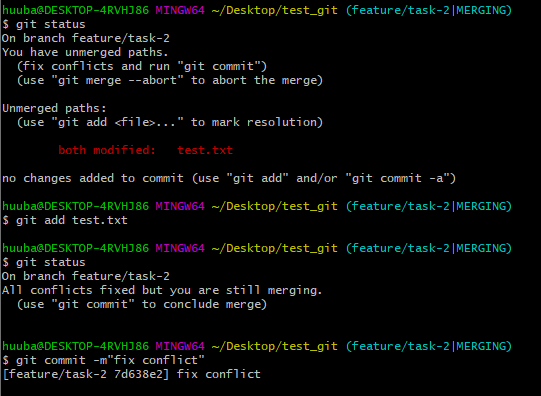 huuba@DESKTOP-4RVHJ86 MINGW64 ~/Desktop/test_git (feature/task-2|MERGING)
$ git status
On branch feature/task-2
You have unmerged paths.
  (fix conflicts and run "git commit")
  (use "git merge --abort" to abort the merge)

Unmerged paths:
  (use "git add <file>..." to mark resolution)

        both modified:   test.txt

no changes added to commit (use "git add" and/or "git commit -a")

huuba@DESKTOP-4RVHJ86 MINGW64 ~/Desktop/test_git (feature/task-2|MERGING)
$ git add test.txt

huuba@DESKTOP-4RVHJ86 MINGW64 ~/Desktop/test_git (feature/task-2|MERGING)
$ git status
On branch feature/task-2
All conflicts fixed but you are still merging.
  (use "git commit" to conclude merge)


huuba@DESKTOP-4RVHJ86 MINGW64 ~/Desktop/test_git (feature/task-2|MERGING)
$ git commit -m"fix conflict"
[feature/task-2 7d638e2] fix conflict